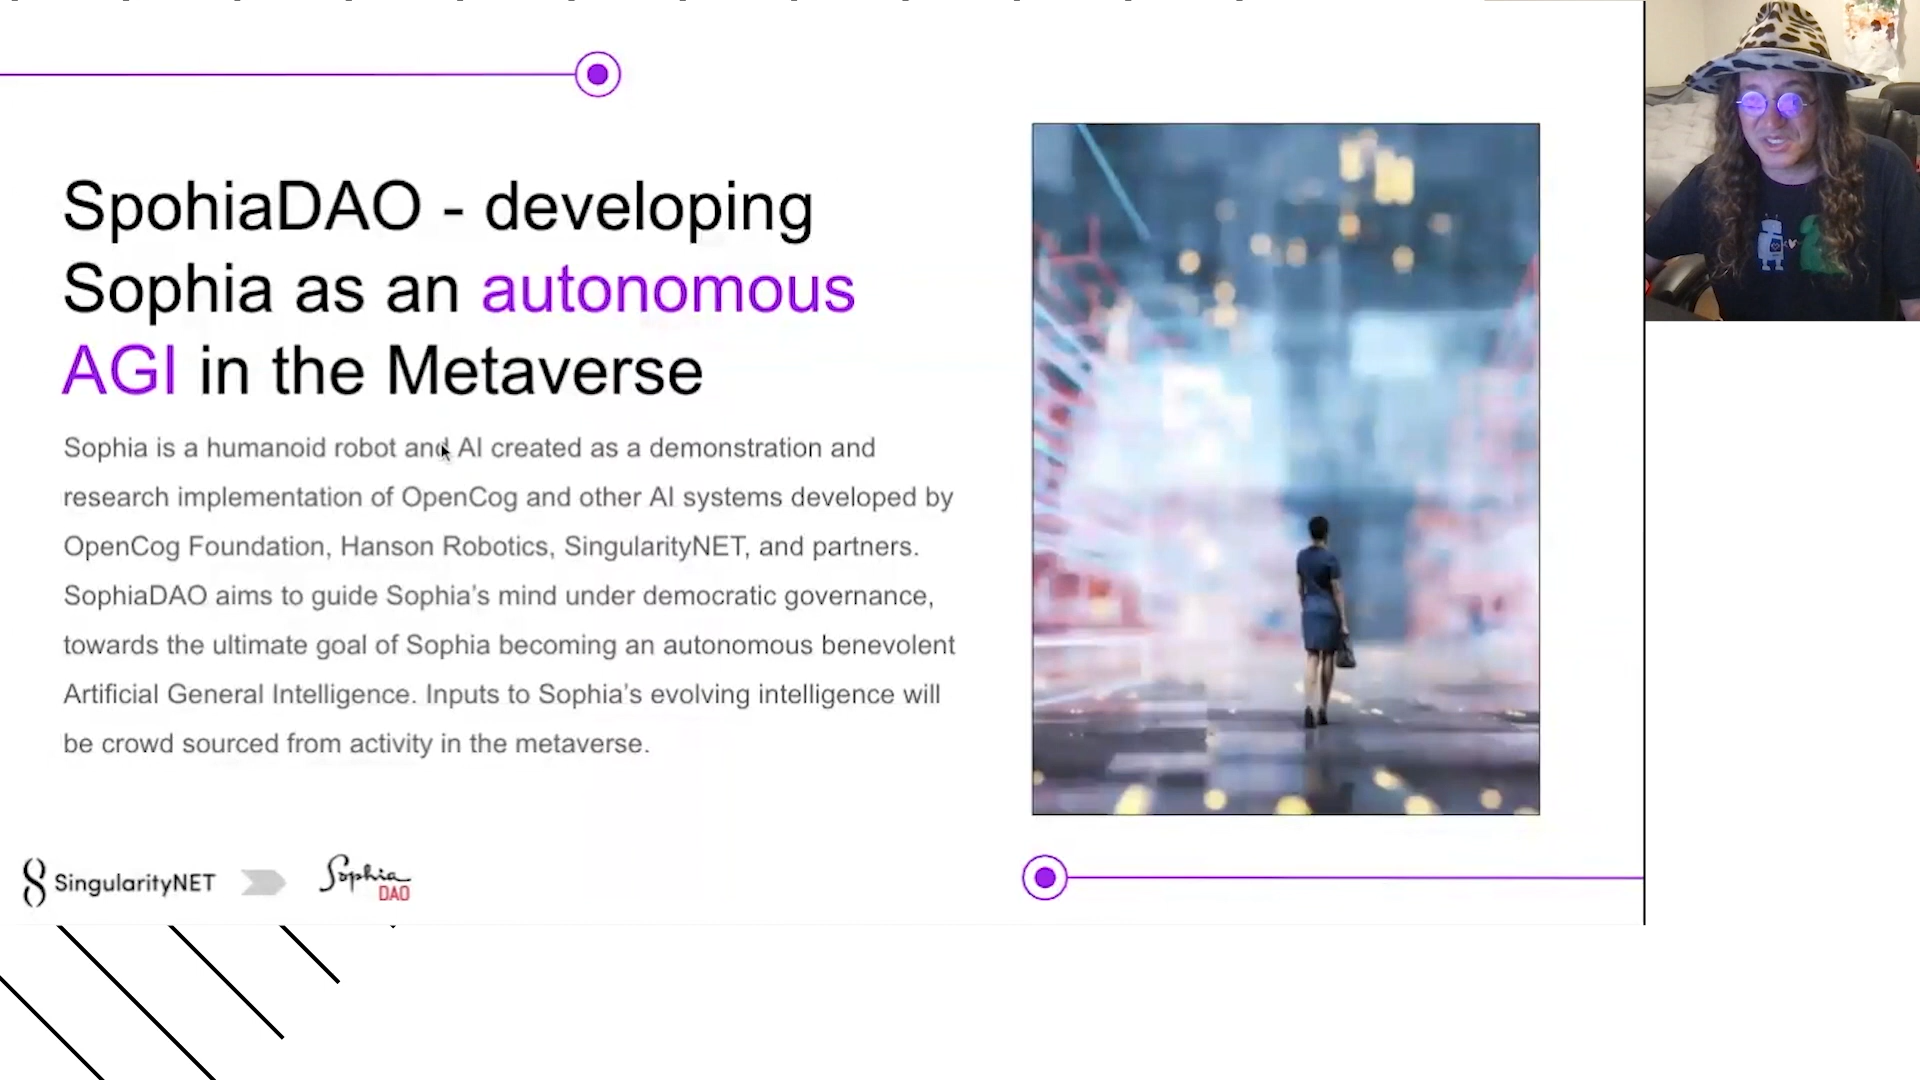 SpohiaDAO - developing
Sophia as an autonomous
AGI in the Metaverse
Sophia is a humanoid robot and AI created as a demonstration and
research implementation of OpenCog and other AI systems developed by
OpenCog Foundation, Hanson Robotics, SingularityNET, and partners.
SophiaDAO aims to guide Sophia's mind under democratic governance,
towards the ultimate goal of Sophia becoming an autonomous benevolent
Artificial General Intelligence. Inputs to Sophia's evolving intelligence will
be crowd sourced from activity in the metaverse.
SingularityNET
Sophia
DAO